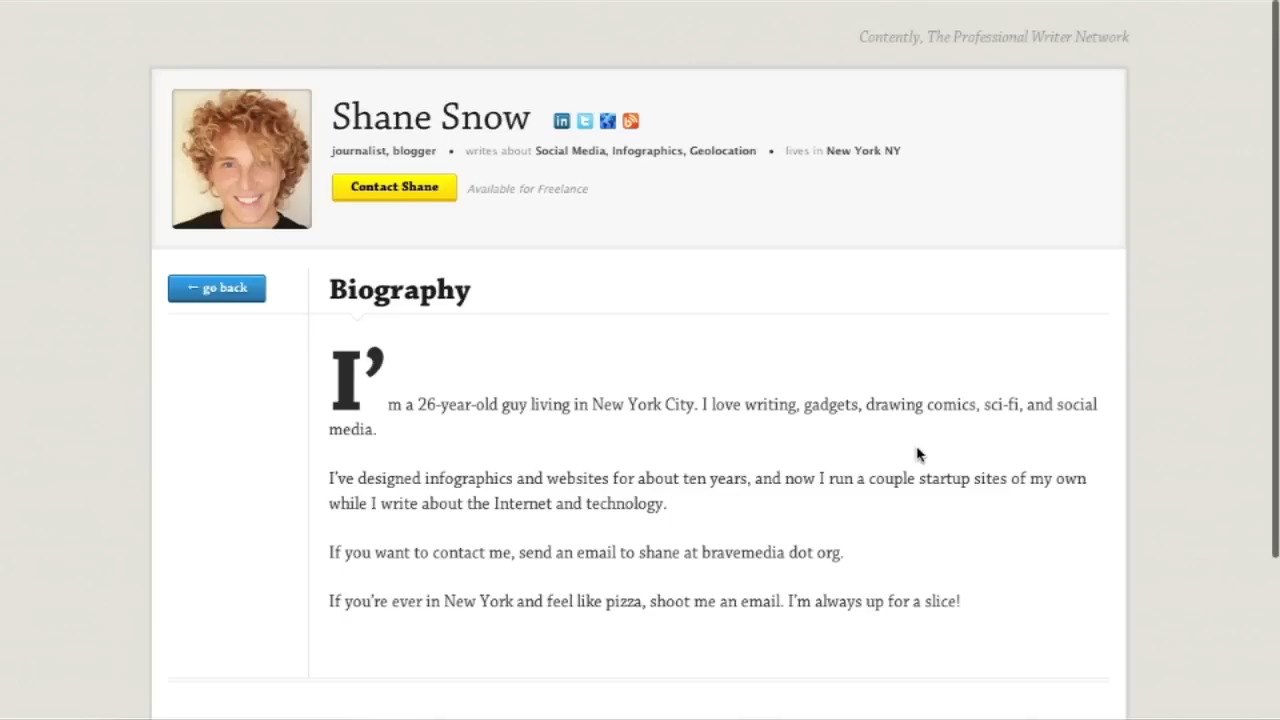 Contently, The Professional Writer Network
Shane Snow
journalist, blogger • writes about Social Media, Infographics, Geolocation • lives in New York NY
Contact Shane Available for Freelance
← go back
Biography
I’m a 26-year-old guy living in New York City. I love writing, gadgets, drawing comics, sci-fi, and social
media.
I’ve designed infographics and websites for about ten years, and now I run a couple startup sites of my own
while I write about the Internet and technology.
If you want to contact me, send an email to shane at bravemedia dot org.
If you’re ever in New York and feel like pizza, shoot me an email. I’m always up for a slice!